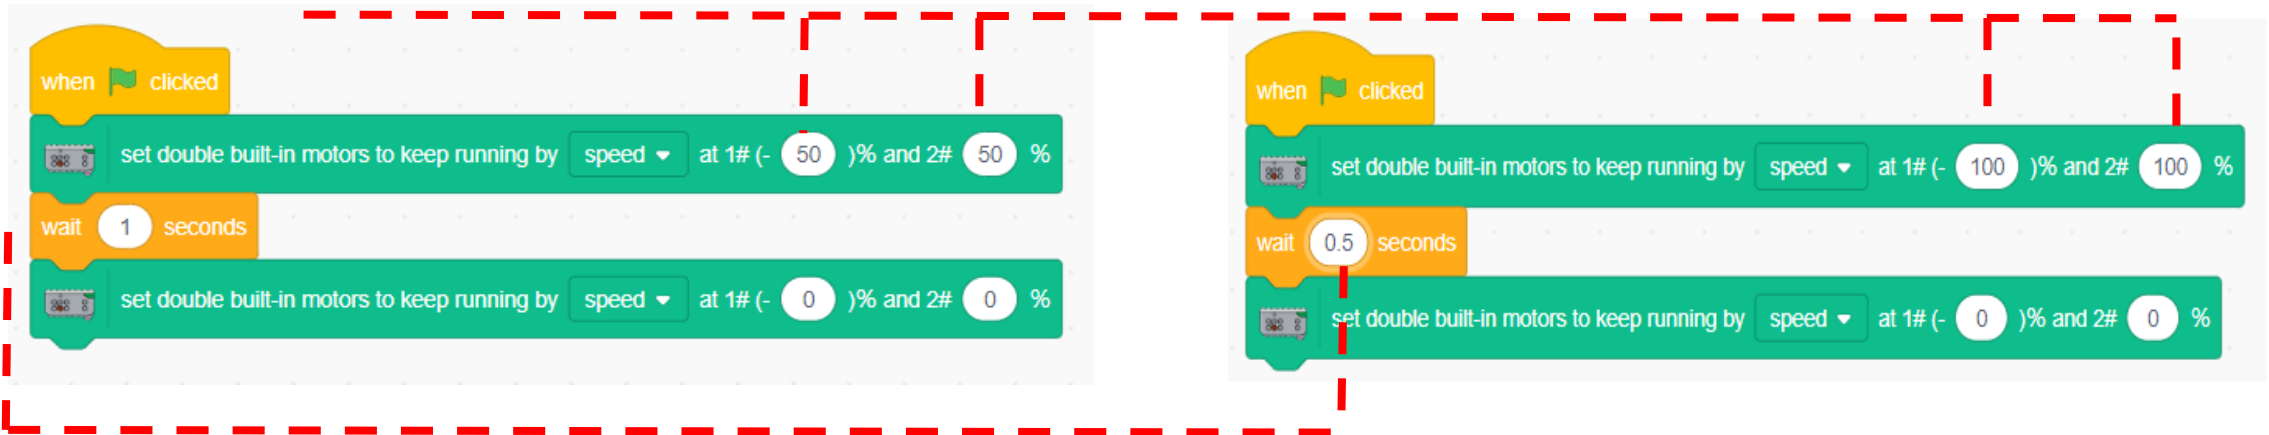 when clicked
set double built-in motors to keep running by speed at 1# (- 50 )% and 2# 50 %
wait 1 seconds
set double built-in motors to keep running by speed at 1# (- 0 )% and 2# 0 %
when clicked
set double built-in motors to keep running by speed at 1# (- 100 )% and 2# 100 %
wait 0.5 seconds
set double built-in motors to keep running by speed at 1# (- 0 )% and 2# 0 %